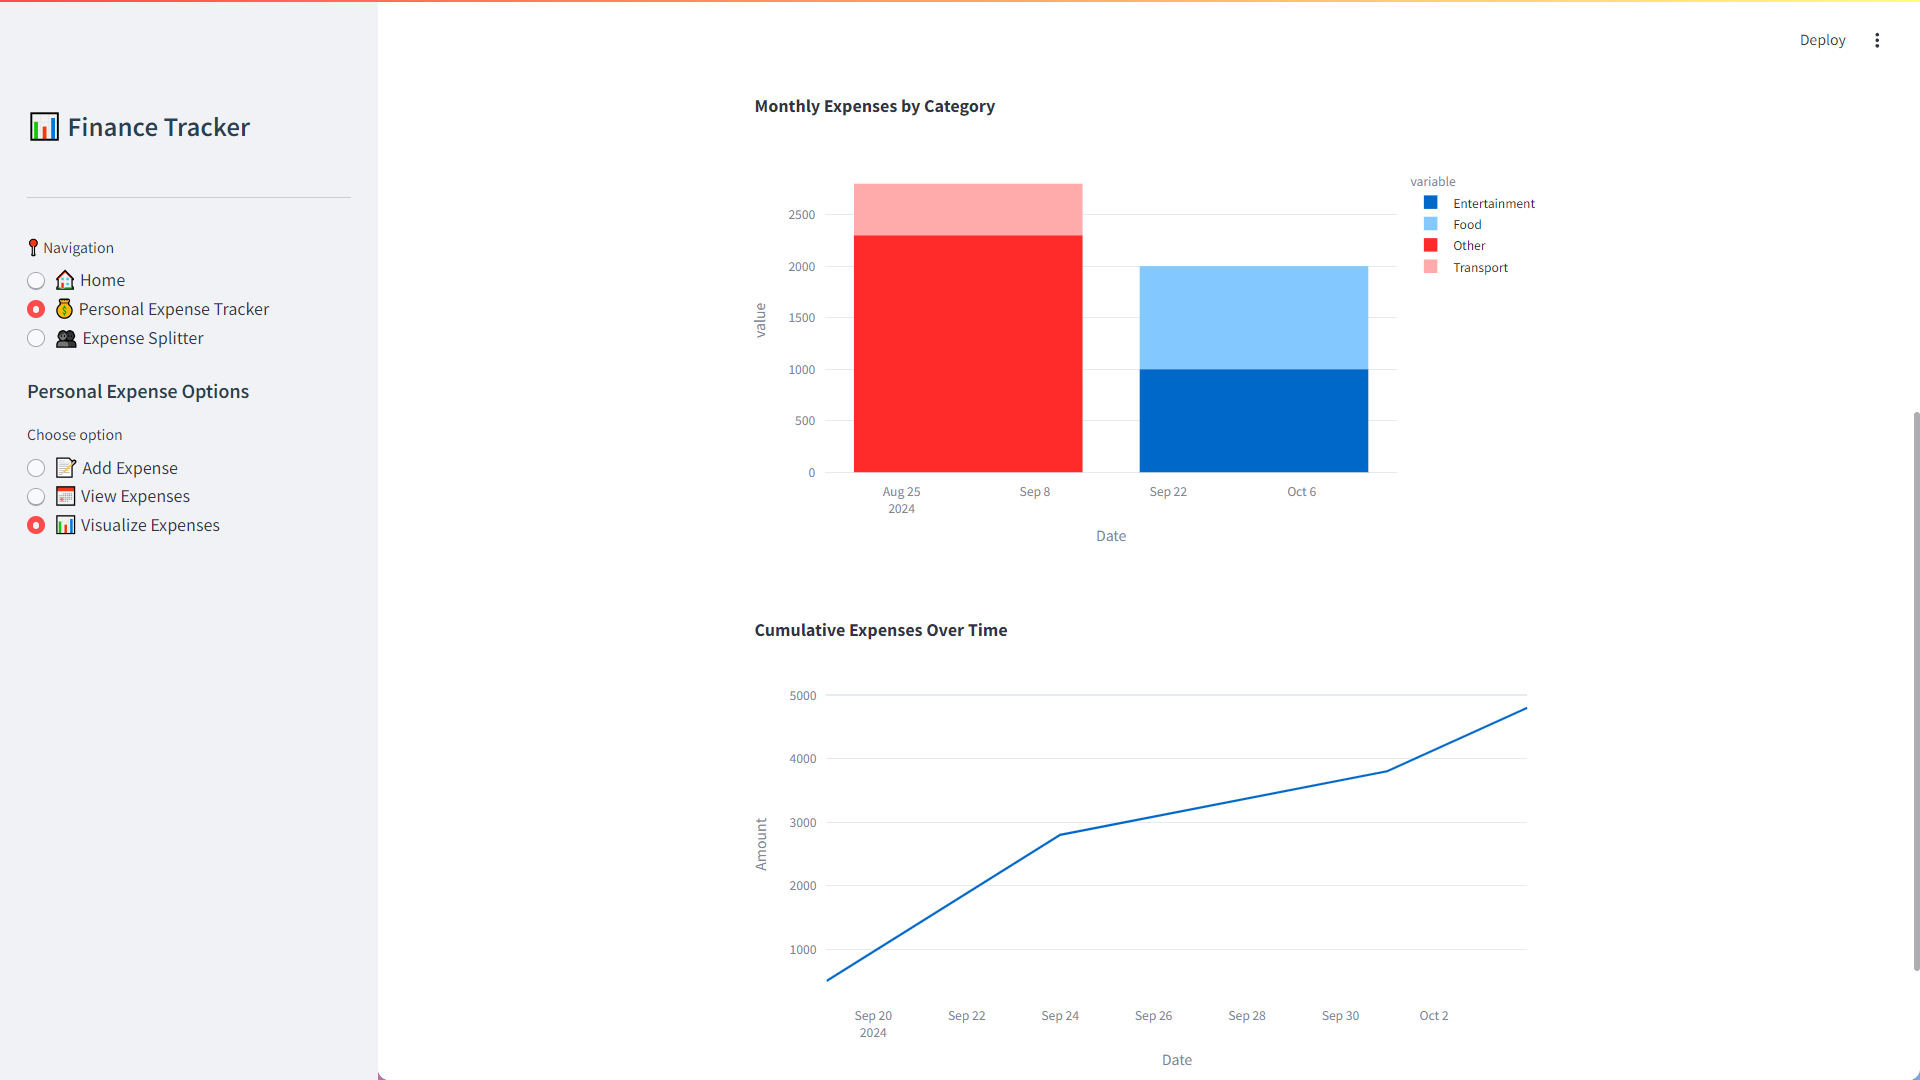 Deploy
📊 Finance Tracker
📍 Navigation
🏠 Home
💰 Personal Expense Tracker
👥 Expense Splitter
Personal Expense Options
Choose option
📝 Add Expense
📅 View Expenses
📊 Visualize Expenses
Monthly Expenses by Category
variable
Entertainment
Food
Other
Transport
value
2500
2000
1500
1000
500
0
Aug 25 Sep 8 Sep 22 Oct 6
2024
Date
Cumulative Expenses Over Time
Amount
5000
4000
3000
2000
1000
Sep 20 Sep 22 Sep 24 Sep 26 Sep 28 Sep 30 Oct 2
2024
Date